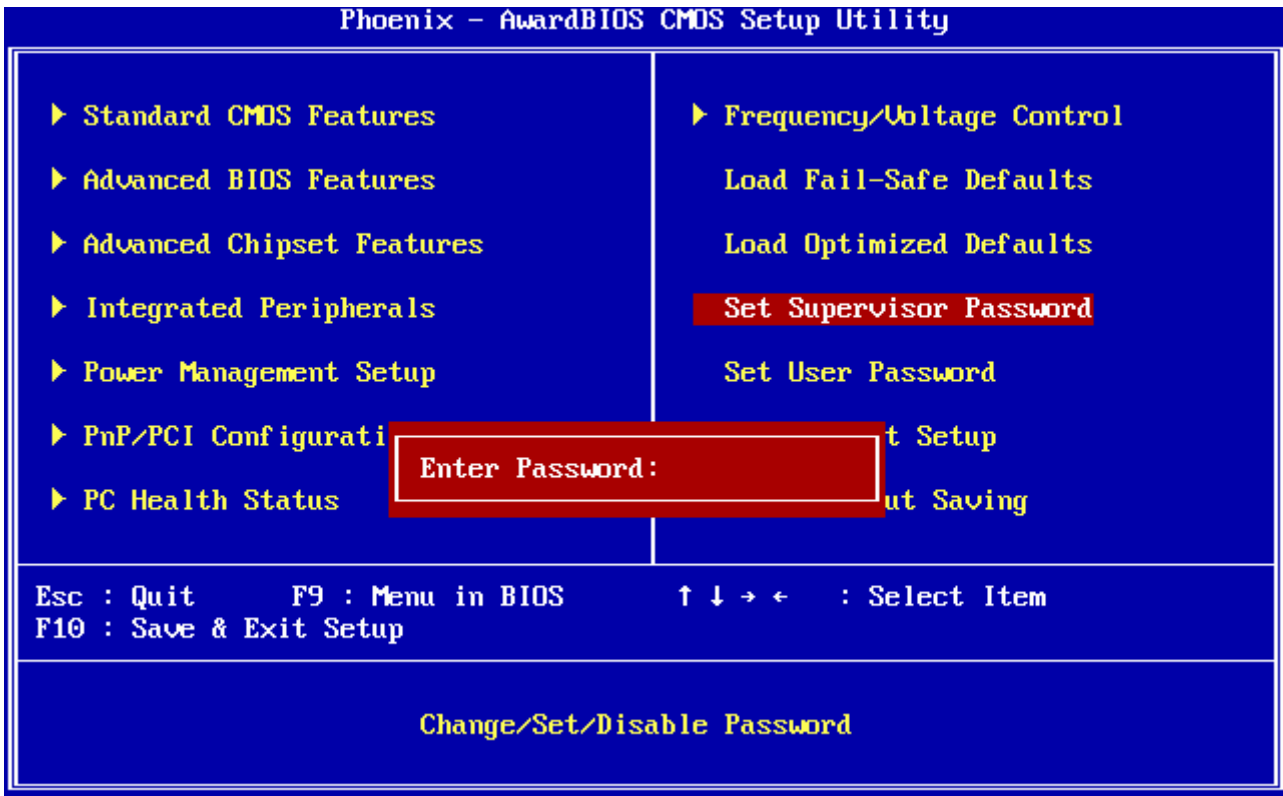 Phoenix - AwardBIOS CMOS Setup Utility
Standard CMOS Features
Advanced BIOS Features
Advanced Chipset Features
Integrated Peripherals
Power Management Setup
PnP/PCI Configurati
PC Health Status
Frequency/Voltage Control
Load Fail-Safe Defaults
Load Optimized Defaults
Set Supervisor Password
Set User Password
t Setup
ut Saving
Enter Password:
Esc : Quit F9 : Menu in BIOS ↑ ↓ → ← : Select Item
F10 : Save & Exit Setup
Change/Set/Disable Password